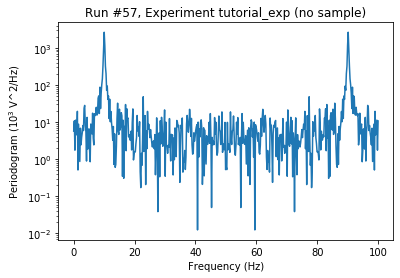 Run #57, Experiment tutorial_exp (no sample)
Periodogram (10³ V^2/Hz)
10³
10²
10¹
10⁰
10⁻¹
10⁻²
0 20 40 60 80 100
Frequency (Hz)